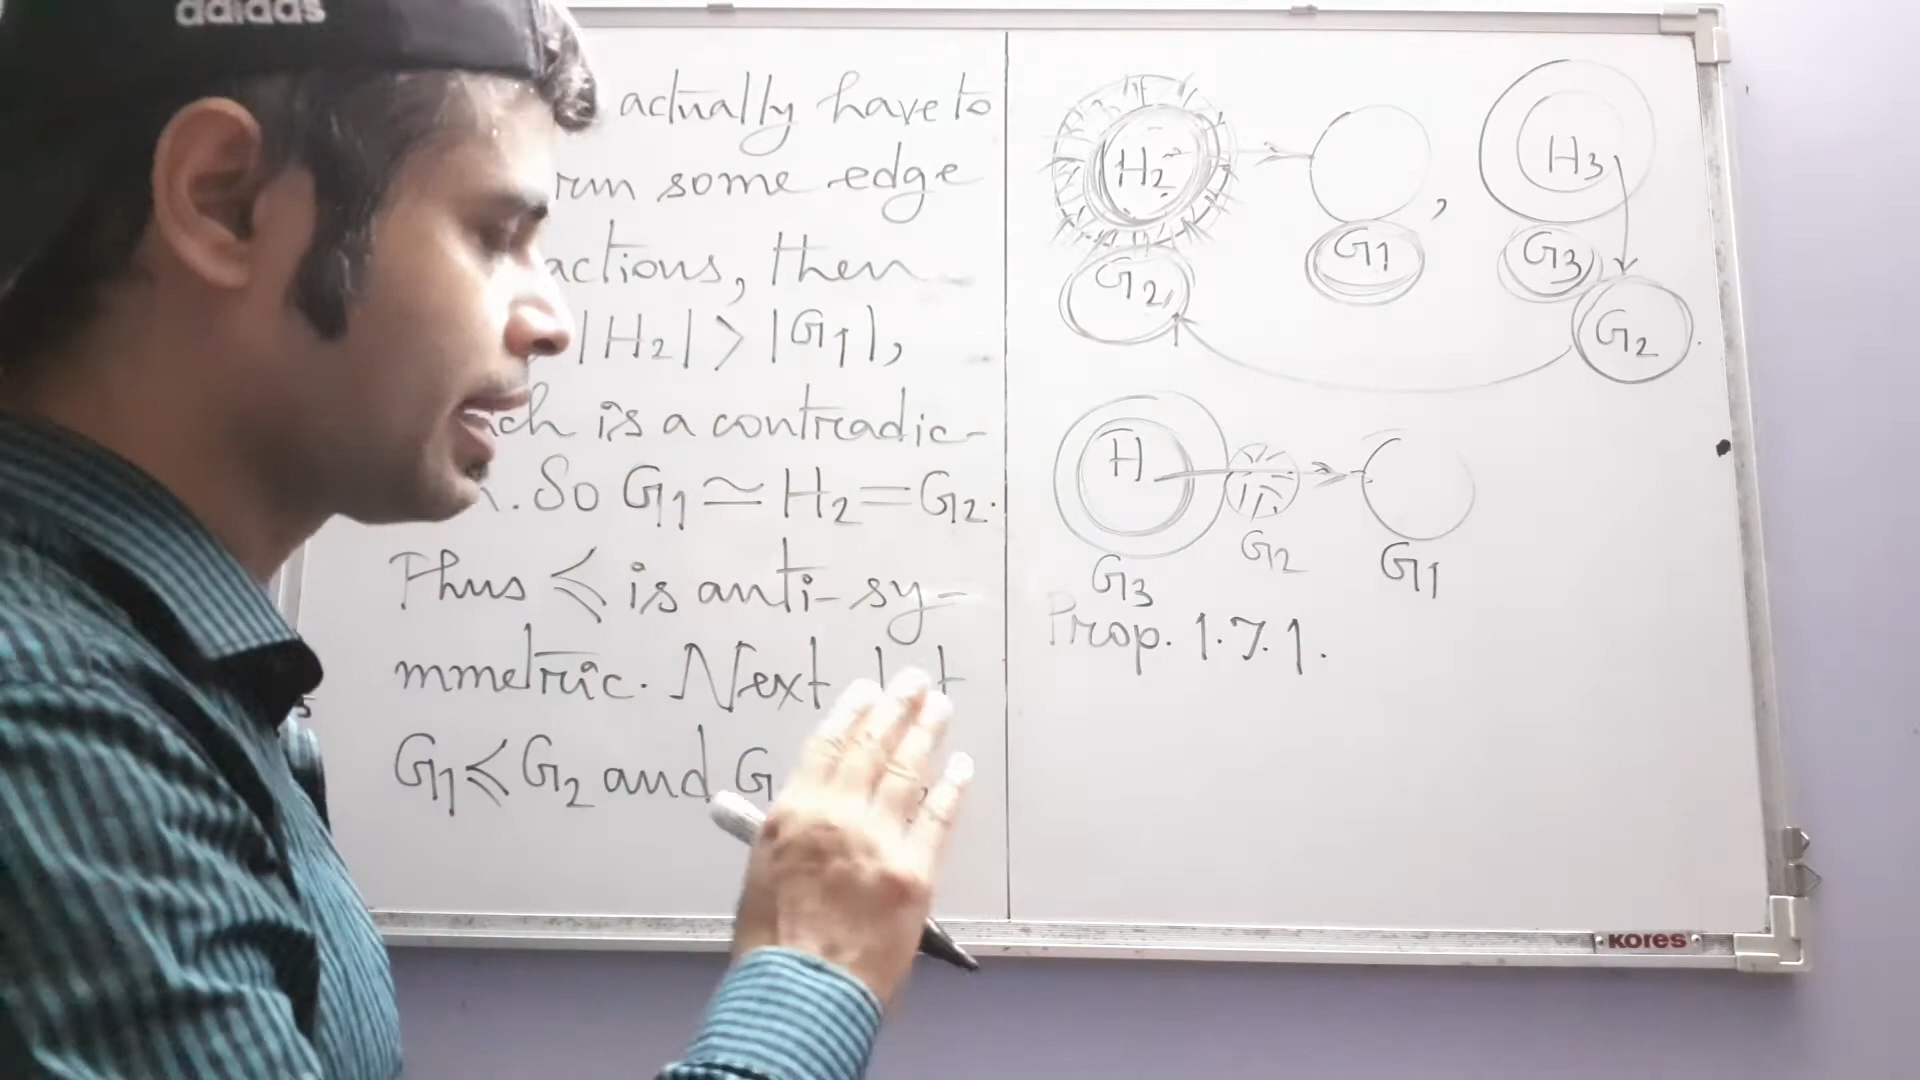 adidas
actually have to
rm some edge
actions, then
|H2| > |G1|,
ch is a contradic-
. So G1 ≃ H2 = G2.
Thus ≼ is anti-sy-
mmetric. Next let
G1 ≼ G2 and G
H2
G2
G1
,
H3
G3
G2
H
G3
G2
G1
Prop. 1.7.1.
KORES